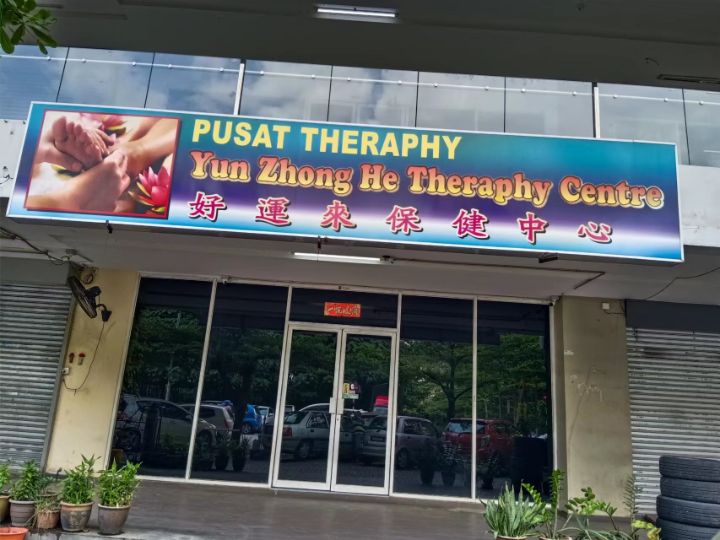 PUSAT THERAPHY
Yun Zhong He Theraphy Centre
好運來保健中心